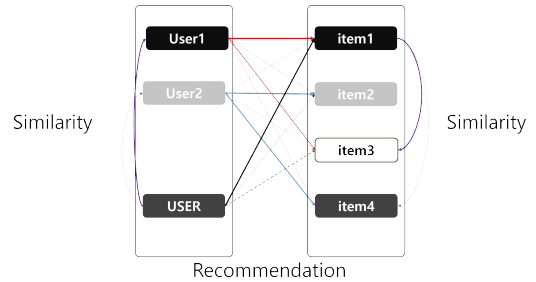 User1
item1
User2
item2
Similarity
Similarity
item3
USER
item4
Recommendation